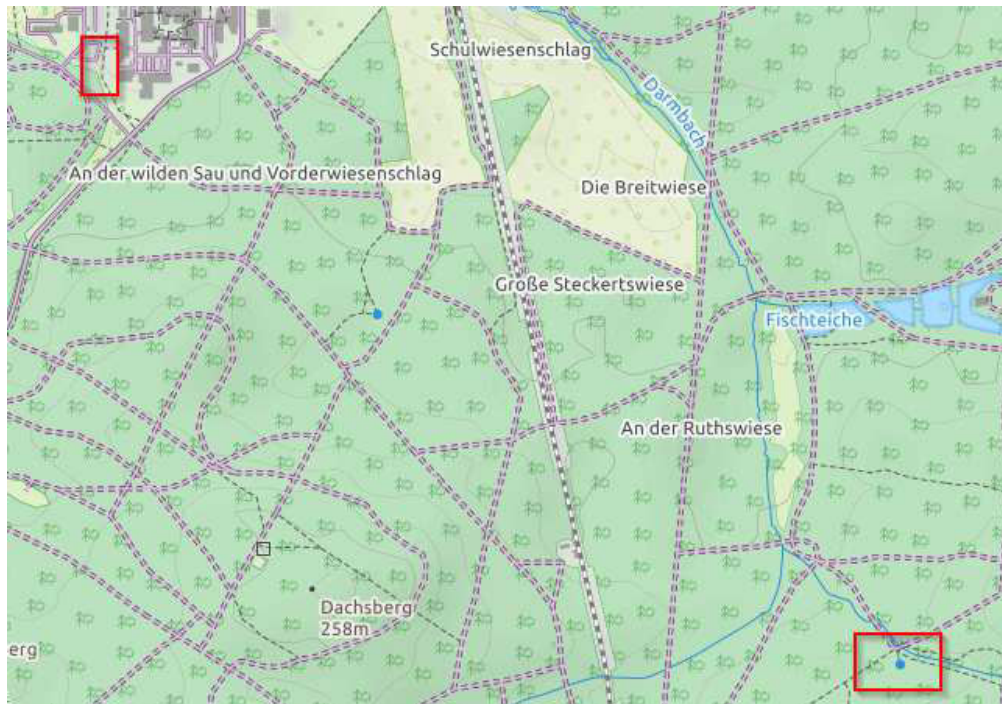 Schulwiesenschlag
Darmbach
An der wilden Sau und Vorderwiesenschlag
Die Breitwiese
Große Steckertswiese
Fischteiche
An der Ruthswiese
Dachsberg
258m
erg